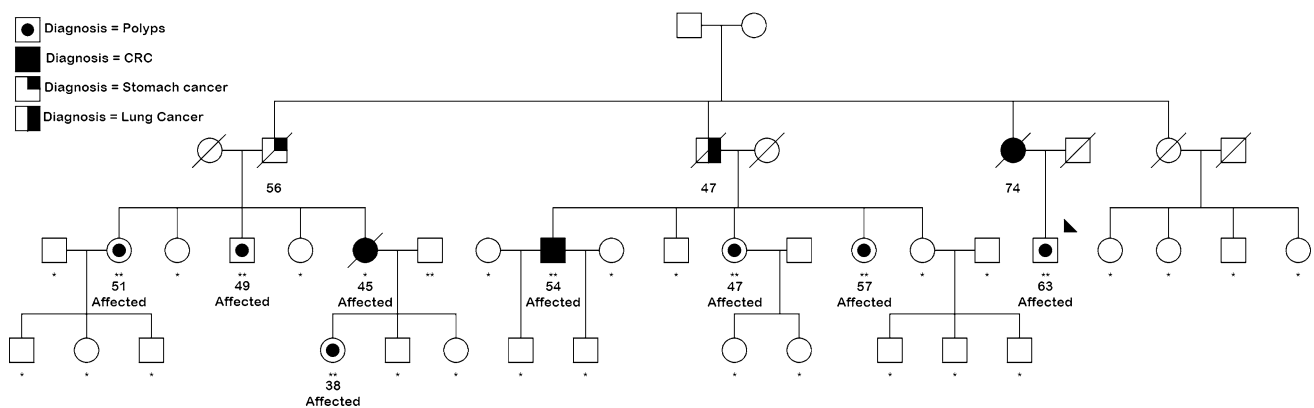 Diagnosis = Polyps
Diagnosis = CRC
Diagnosis = Stomach cancer
Diagnosis = Lung Cancer
56 47 74
* ** * ** * * ** * ** * * ** ** * * ** * * * *
51 49 45 54 47 57 63
Affected Affected Affected Affected Affected Affected Affected
* * * ** * * * * * * * * *
38
Affected